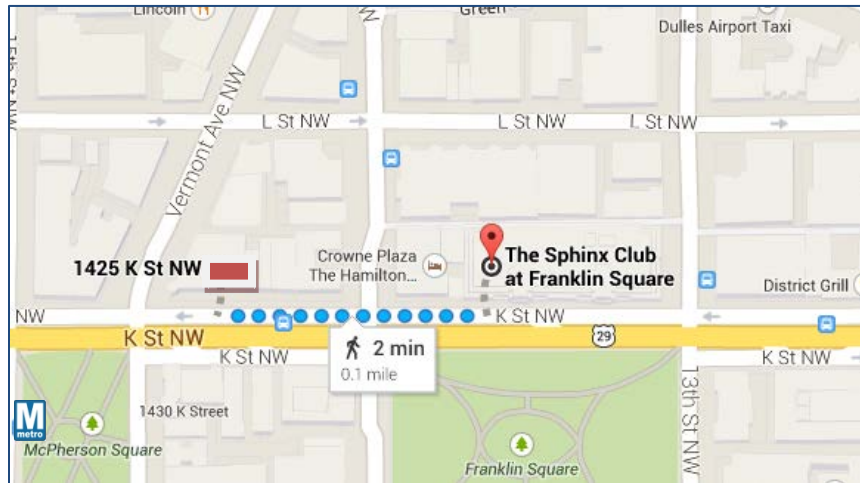 Lincoln
NW
Green
Dulles Airport Taxi
15th St NW
Vermont Ave NW
L St NW
L St NW
L St NW
1425 K St NW
Crowne Plaza
The Hamilton...
The Sphinx Club
at Franklin Square
District Grill
NW
K St NW
K St NW
29
K St NW
K St NW
2 min
0.1 mile
13th St NW
1430 K Street
M
metro
McPherson Square
Franklin Square